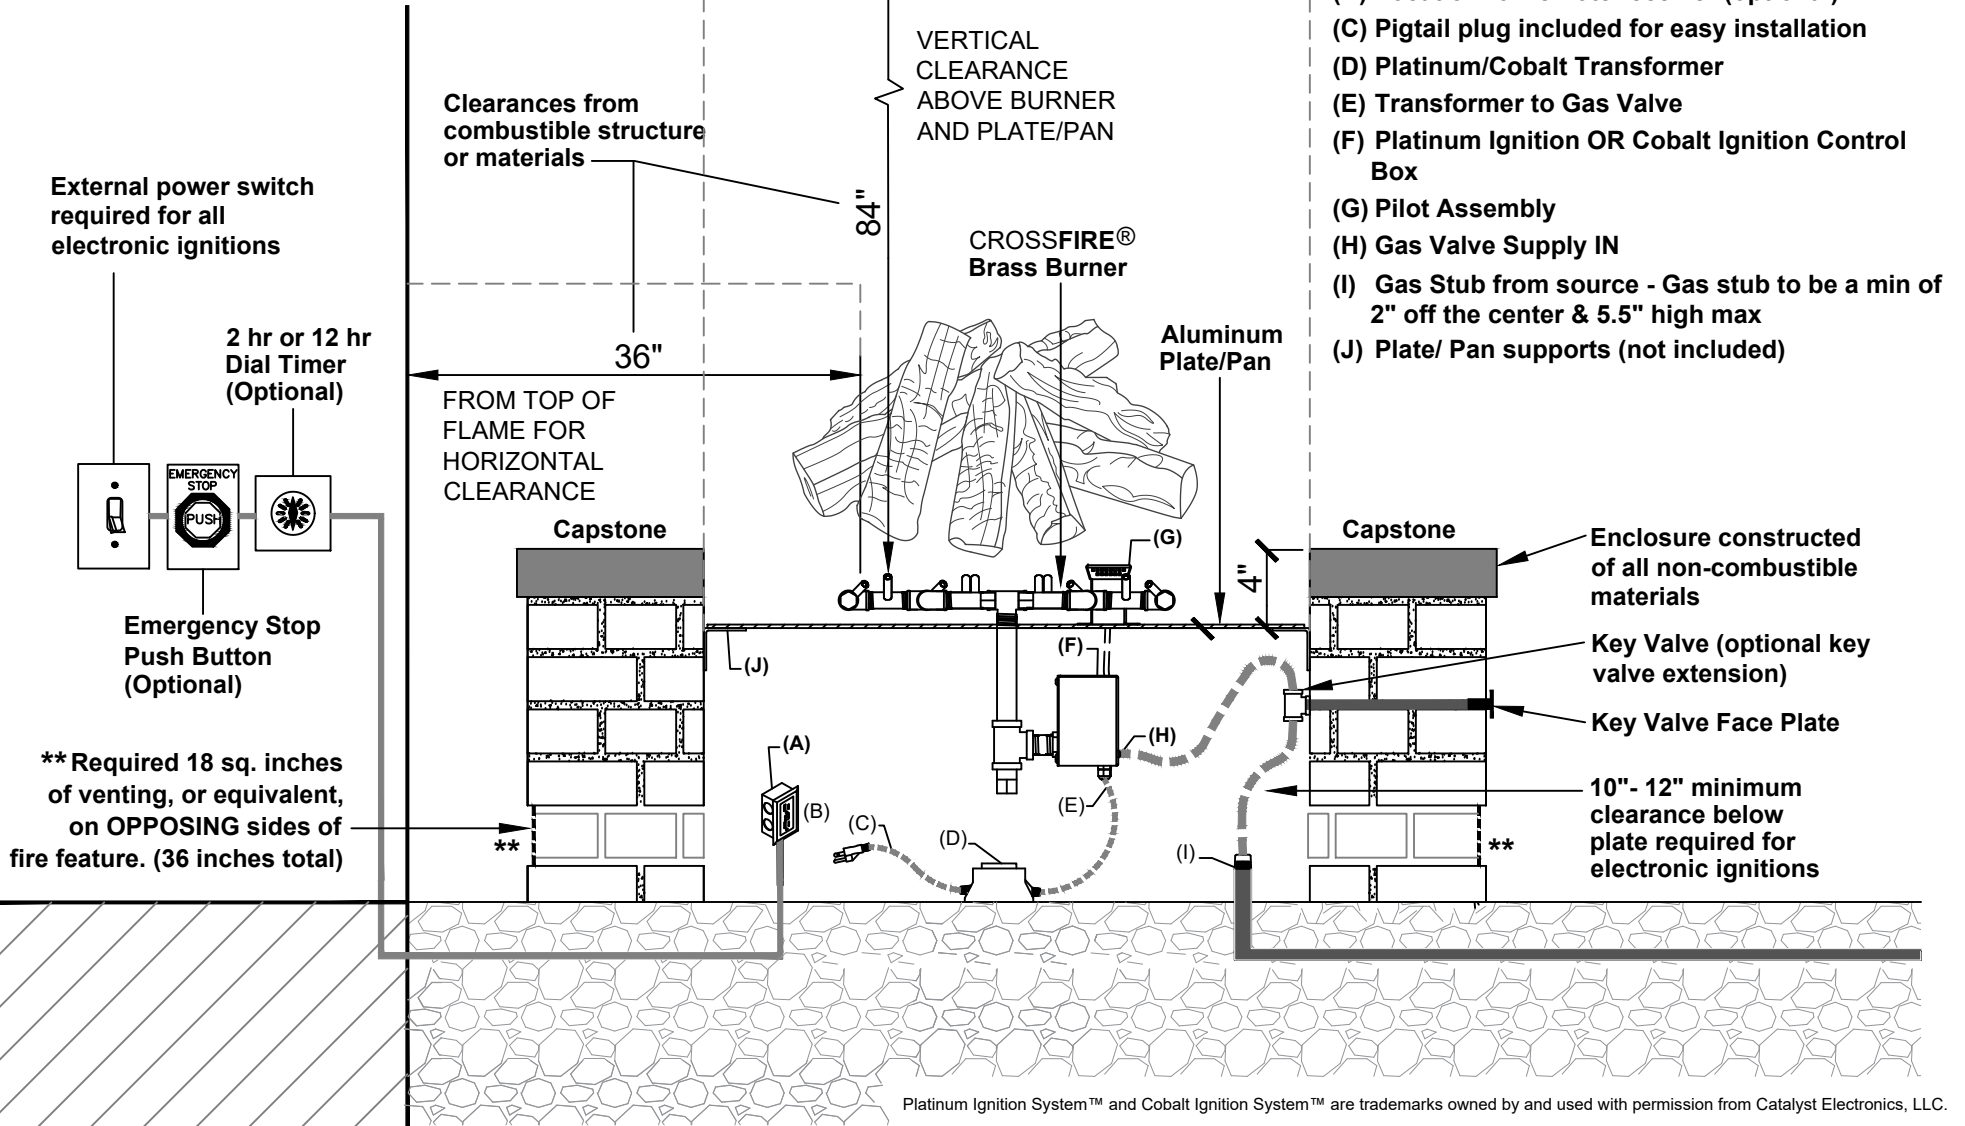 (C) Pigtail plug included for easy installation
(D) Platinum/Cobalt Transformer
(E) Transformer to Gas Valve
(F) Platinum Ignition OR Cobalt Ignition Control
Box
(G) Pilot Assembly
(H) Gas Valve Supply IN
(I) Gas Stub from source - Gas stub to be a min of
2" off the center & 5.5" high max
(J) Plate/ Pan supports (not included)
VERTICAL
CLEARANCE
ABOVE BURNER
AND PLATE/PAN
Clearances from
combustible structure
or materials
84"
External power switch
required for all
electronic ignitions
CROSSFIRE®
Brass Burner
2 hr or 12 hr
Dial Timer
(Optional)
Aluminum
Plate/Pan
36"
FROM TOP OF
FLAME FOR
HORIZONTAL
CLEARANCE
EMERGENCY
STOP
PUSH
Capstone
Capstone
(G)
4"
Enclosure constructed
of all non-combustible
materials
Emergency Stop
Push Button
(Optional)
(J)
(F)
Key Valve (optional key
valve extension)
Key Valve Face Plate
(H)
(A)
(B)
** Required 18 sq. inches
of venting, or equivalent,
on OPPOSING sides of
fire feature. (36 inches total)
**
(C)
(D)
(E)
(I)
**
10"- 12" minimum
clearance below
plate required for
electronic ignitions
Platinum Ignition System™ and Cobalt Ignition System™ are trademarks owned by and used with permission from Catalyst Electronics, LLC.